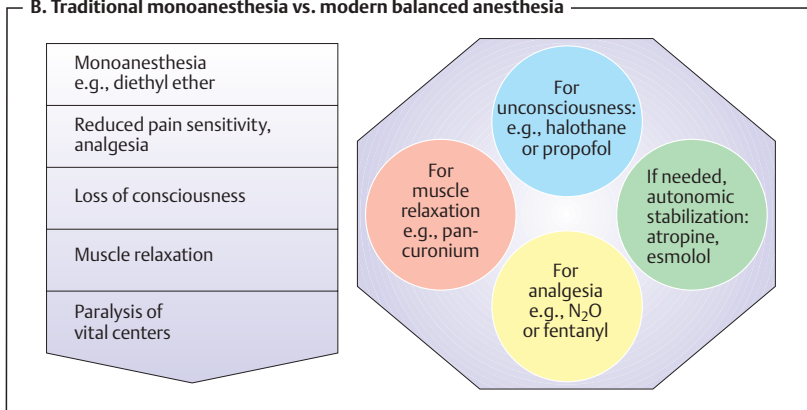 B. Traditional monoanesthesia vs. modern balanced anesthesia
Monoanesthesia
e.g., diethyl ether
Reduced pain sensitivity,
analgesia
Loss of consciousness
Muscle relaxation
Paralysis of
vital centers
For
unconsciousness:
e.g., halothane
or propofol
For
muscle
relaxation
e.g., pan-
curonium
If needed,
autonomic
stabilization:
atropine,
esmolol
For
analgesia
e.g., N₂O
or fentanyl